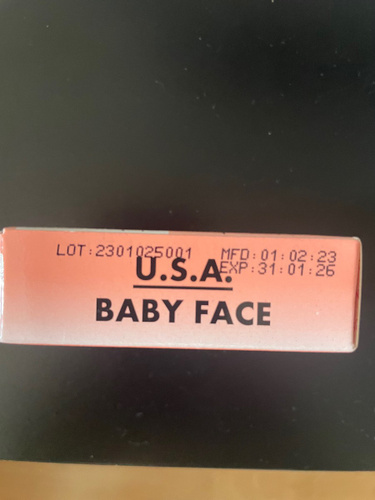 LOT:2301025001 MFD:01:02:23
U.S.A. EXP:31:01:26
BABY FACE